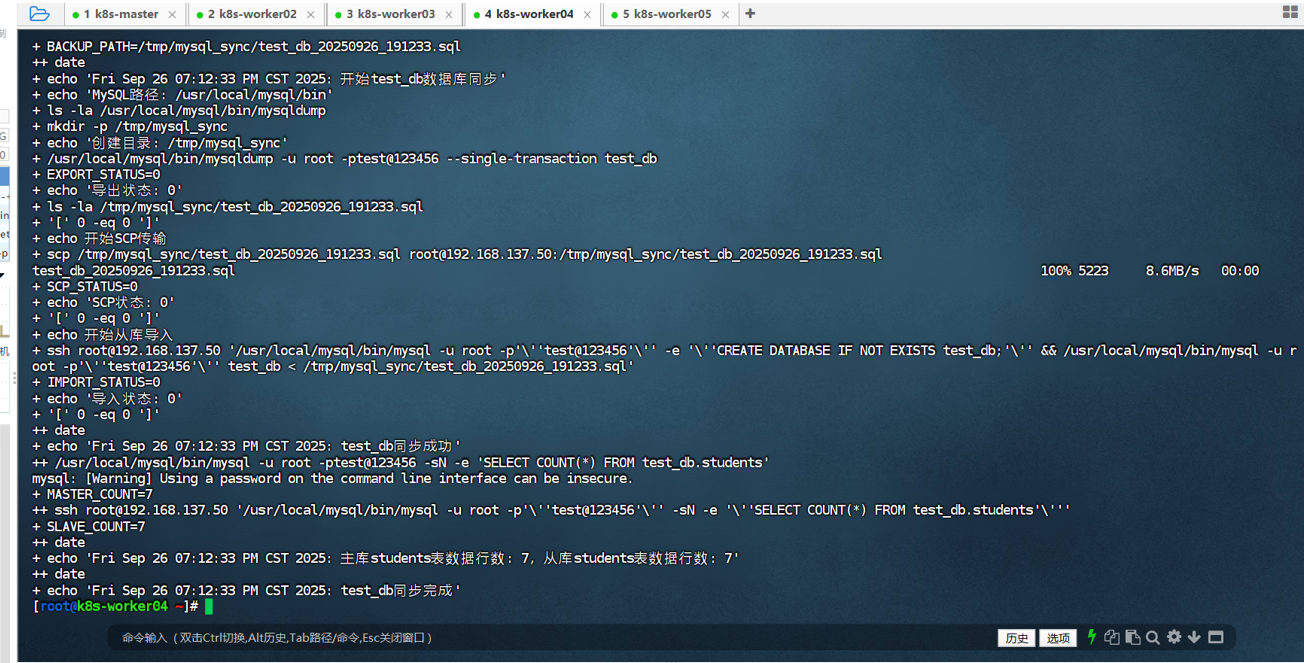 1 k8s-master ×
2 k8s-worker02 ×
3 k8s-worker03 ×
4 k8s-worker04 ×
5 k8s-worker05 ×
+
+ BACKUP_PATH=/tmp/mysql_sync/test_db_20250926_191233.sql
++ date
+ echo 'Fri Sep 26 07:12:33 PM CST 2025: 开始test_db数据库同步'
+ echo 'MySQL路径: /usr/local/mysql/bin'
+ ls -la /usr/local/mysql/bin/mysqldump
+ mkdir -p /tmp/mysql_sync
+ echo '创建目录: /tmp/mysql_sync'
+ /usr/local/mysql/bin/mysqldump -u root -ptest@123456 --single-transaction test_db
+ EXPORT_STATUS=0
+ echo '导出状态: 0'
+ ls -la /tmp/mysql_sync/test_db_20250926_191233.sql
+ '[' 0 -eq 0 ']'
+ echo 开始SCP传输
+ scp /tmp/mysql_sync/test_db_20250926_191233.sql root@192.168.137.50:/tmp/mysql_sync/test_db_20250926_191233.sql
test_db_20250926_191233.sql 100% 5223 8.6MB/s 00:00
+ SCP_STATUS=0
+ echo 'SCP状态: 0'
+ '[' 0 -eq 0 ']'
+ echo 开始从库导入
+ ssh root@192.168.137.50 '/usr/local/mysql/bin/mysql -u root -p'\''test@123456'\'' -e '\''CREATE DATABASE IF NOT EXISTS test_db;'\'' && /usr/local/mysql/bin/mysql -u r
oot -p'\''test@123456'\'' test_db < /tmp/mysql_sync/test_db_20250926_191233.sql'
+ IMPORT_STATUS=0
+ echo '导入状态: 0'
+ '[' 0 -eq 0 ']'
++ date
+ echo 'Fri Sep 26 07:12:33 PM CST 2025: test_db同步成功'
++ /usr/local/mysql/bin/mysql -u root -ptest@123456 -sN -e 'SELECT COUNT(*) FROM test_db.students'
mysql: [Warning] Using a password on the command line interface can be insecure.
+ MASTER_COUNT=7
++ ssh root@192.168.137.50 '/usr/local/mysql/bin/mysql -u root -p'\''test@123456'\'' -sN -e '\''SELECT COUNT(*) FROM test_db.students'\'''
+ SLAVE_COUNT=7
++ date
+ echo 'Fri Sep 26 07:12:33 PM CST 2025: 主库students表数据行数: 7, 从库students表数据行数: 7'
++ date
+ echo 'Fri Sep 26 07:12:33 PM CST 2025: test_db同步完成'
[root@k8s-worker04 ~]#
命令输入 (双击Ctrl切换,Alt历史,Tab路径/命令,Esc关闭窗口)
历史 选项